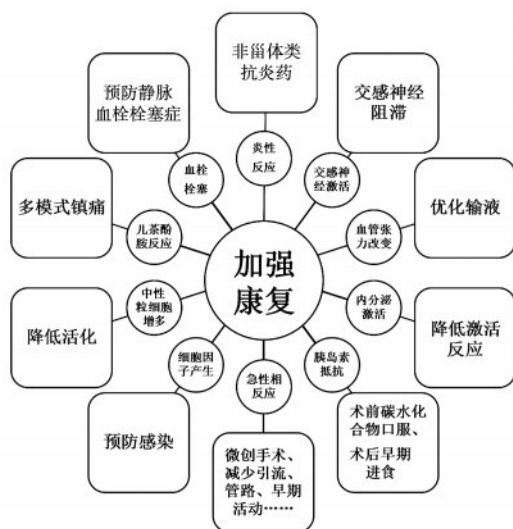 非甾体类
抗炎药
炎性
反应
交感神经
阻滞
交感神
经激活
优化输液
血管张
力改变
降低激活
反应
内分泌
激活
术前碳水化
合物口服、
术后早期
进食
胰岛素
抵抗
微创手术、
减少引流、
管路、早期
活动……
急性相
反应
预防感染
细胞因
子产生
降低活化
中性
粒细胞
增多
多模式镇痛
儿茶酚
胺反应
预防静脉
血栓栓塞症
血栓
栓塞
加强
康复